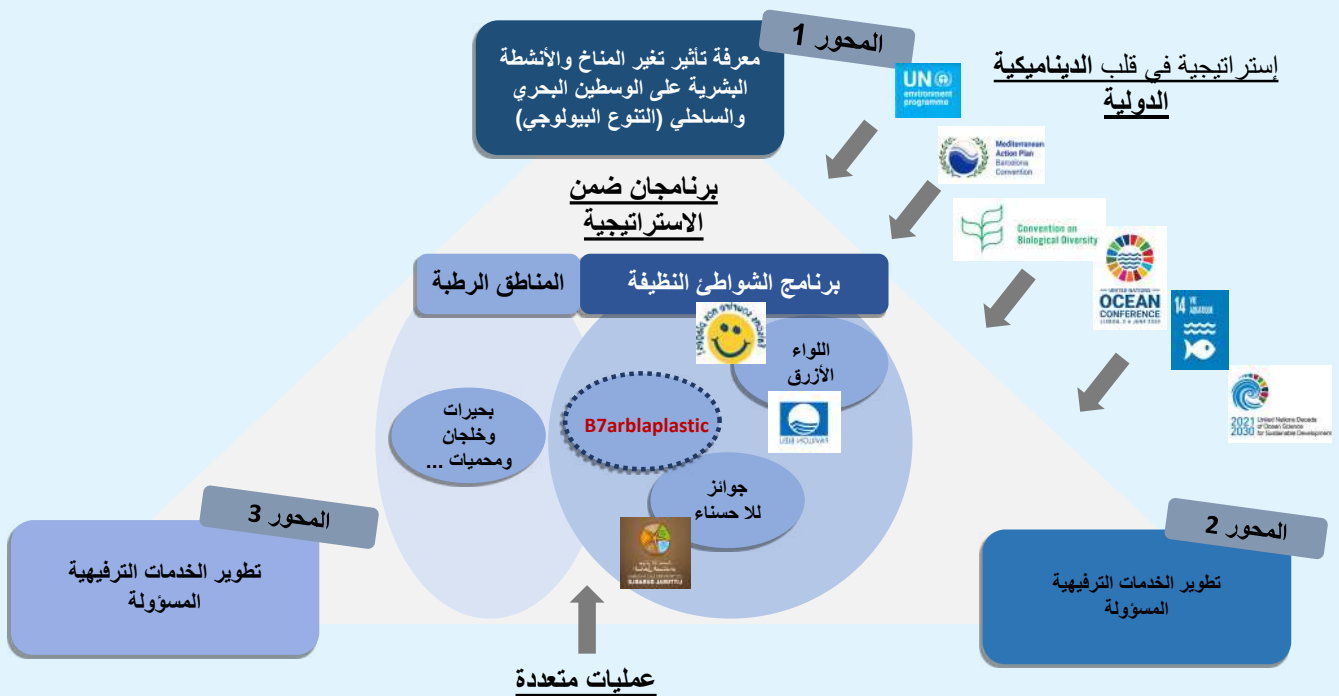 المحور 1
معرفة تأثير تغير المناخ والأنشطة
البشرية على الوسطين البحري
والساحلي (التنوع البيولوجي)
إستراتيجية في قلب الديناميكية
الدولية
UN
environment
programme
Mediterranean
Action Plan
Barcelona
Convention
Convention on
Biological Diversity
UNITED NATIONS
OCEAN
CONFERENCE
14 VIE
AQUATIQUE
2021
2030
United Nations Decade
of Ocean Science
for Sustainable Development
برنامجان ضمن
الاستراتيجية
برنامج الشواطئ النظيفة
المناطق الرطبة
اللواء
الأزرق
B7arblaplastic
بحيرات
وخلجان
ومحميات ...
جوائز
للا حسناء
المحور 2
تطوير الخدمات الترفيهية
المسؤولة
المحور 3
تطوير الخدمات الترفيهية
المسؤولة
عمليات متعددة